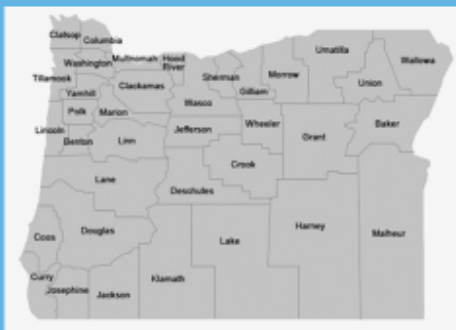 Clatsop
Columbia
Washington
Multnomah
Hood
River
Umatilla
Wallowa
Tillamook
Yamhill
Clackamas
Sherman
Gilliam
Morrow
Union
Polk
Marion
Wasco
Lincoln
Benton
Linn
Jefferson
Wheeler
Grant
Baker
Crook
Lane
Deschutes
Coos
Douglas
Lake
Harney
Malheur
Curry
Josephine
Jackson
Klamath